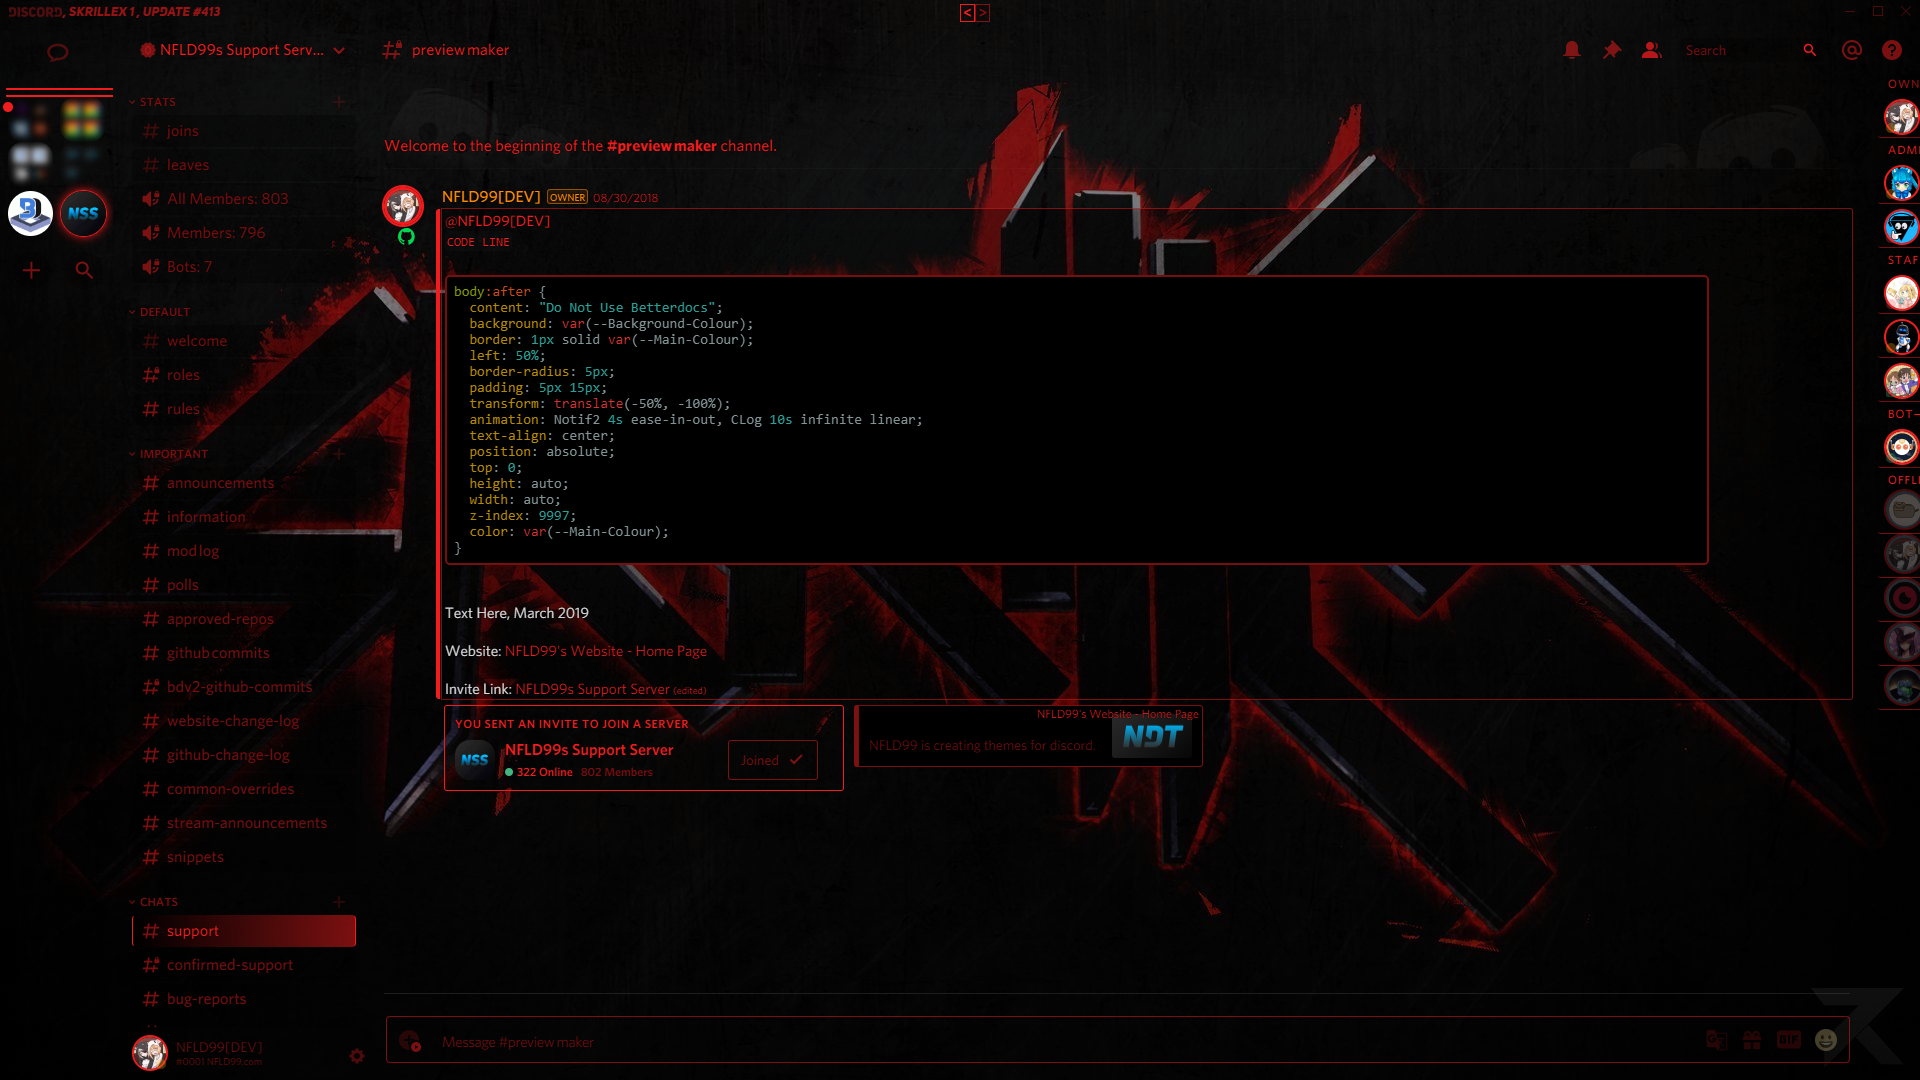 DISCORD, SKRILLEX 1, UPDATE #413
<>
NFLD99s Support Serv...
preview maker
Search
STATS
joins
leaves
All Members: 803
Members: 796
Bots: 7
DEFAULT
welcome
roles
rules
IMPORTANT
announcements
information
mod log
polls
approved-repos
github commits
bdv2-github-commits
website-change-log
github-change-log
common-overrides
stream-announcements
snippets
CHATS
support
confirmed-support
bug-reports
NFLD99[DEV]
#0001 NFLD99.com
NSS
Welcome to the beginning of the #preview maker channel.
NFLD99[DEV] OWNER 08/30/2018
@NFLD99[DEV]
CODE LINE
body:after {
content: "Do Not Use Betterdocs";
background: var(--Background-Colour);
border: 1px solid var(--Main-Colour);
left: 50%;
border-radius: 5px;
padding: 5px 15px;
transform: translate(-50%, -100%);
animation: Notif2 4s ease-in-out, CLog 10s infinite linear;
text-align: center;
position: absolute;
top: 0;
height: auto;
width: auto;
z-index: 9997;
color: var(--Main-Colour);
}
Text Here, March 2019
Website: NFLD99's Website - Home Page
Invite Link: NFLD99s Support Server (edited)
YOU SENT AN INVITE TO JOIN A SERVER
NSS
NFLD99s Support Server
322 Online 802 Members
Joined
NFLD99's Website - Home Page
NFLD99 is creating themes for discord.
NDT
Message #preview maker
GIF
OWN
ADMI
STAF
BOT—
OFFLI